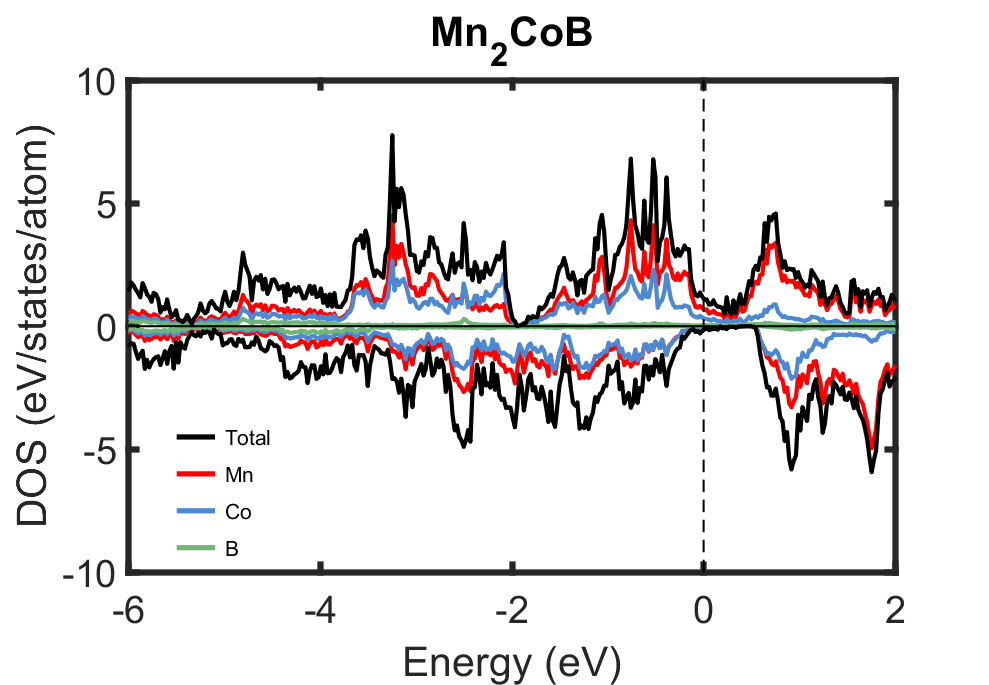 Mn₂CoB
DOS (eV/states/atom)
10
5
0
-5
-10
Total
Mn
Co
B
-6
-4
-2
0
2
Energy (eV)